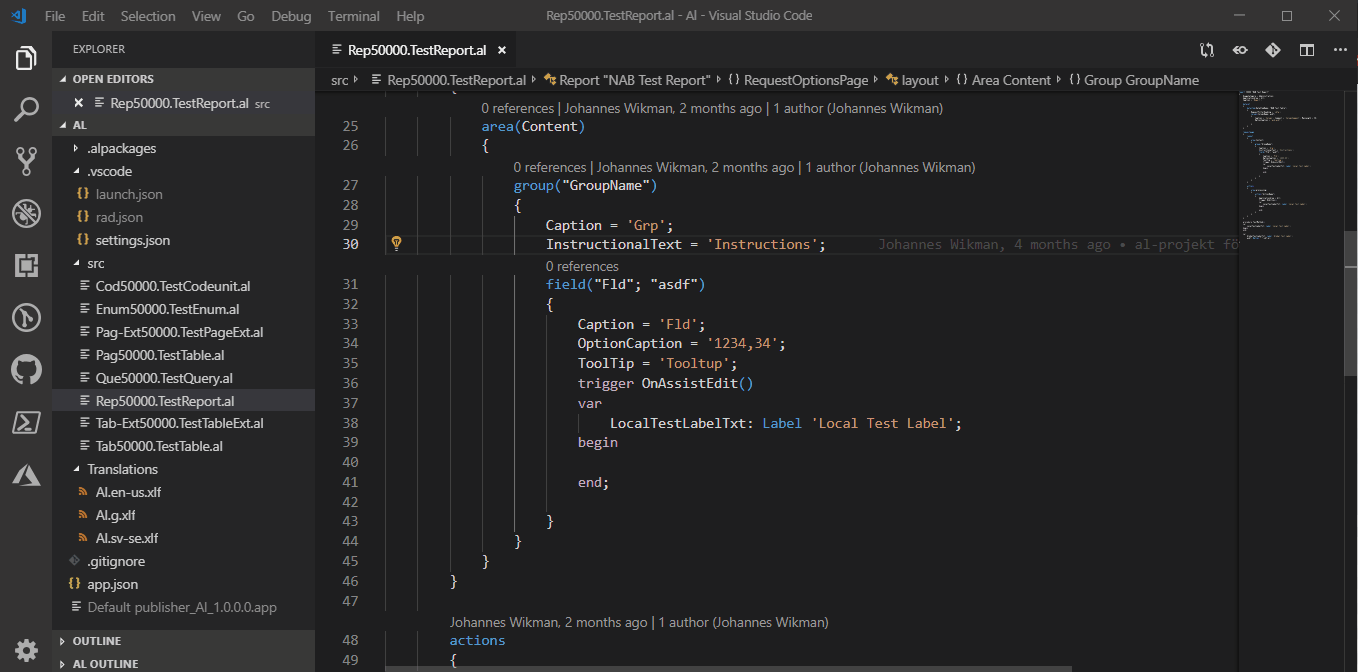 File Edit Selection View Go Debug Terminal Help
Rep50000.TestReport.al - Al - Visual Studio Code
EXPLORER
OPEN EDITORS
Rep50000.TestReport.al src
AL
.alpackages
.vscode
{} launch.json
{} rad.json
{} settings.json
src
Cod50000.TestCodeunit.al
Enum50000.TestEnum.al
Pag-Ext50000.TestPageExt.al
Pag50000.TestTable.al
Que50000.TestQuery.al
Rep50000.TestReport.al
Tab-Ext50000.TestTableExt.al
Tab50000.TestTable.al
Translations
Al.en-us.xlf
Al.g.xlf
Al.sv-se.xlf
.gitignore
{} app.json
Default publisher_Al_1.0.0.0.app
OUTLINE
AL OUTLINE
Rep50000.TestReport.al
src Rep50000.TestReport.al Report "NAB Test Report" {} RequestOptionsPage layout {} Area Content {} Group GroupName
0 references | Johannes Wikman, 2 months ago | 1 author (Johannes Wikman)
25 area(Content)
26 {
0 references | Johannes Wikman, 2 months ago | 1 author (Johannes Wikman)
27 group("GroupName")
28 {
29 Caption = 'Grp';
30 InstructionalText = 'Instructions'; Johannes Wikman, 4 months ago • al-projekt fö
0 references
31 field("Fld"; "asdf")
32 {
33 Caption = 'Fld';
34 OptionCaption = '1234,34';
35 ToolTip = 'Tooltup';
36 trigger OnAssistEdit()
37 var
38 LocalTestLabelTxt: Label 'Local Test Label';
39 begin
40
41 end;
42
43 }
44 }
45 }
46 }
47
Johannes Wikman, 2 months ago | 1 author (Johannes Wikman)
48 actions
49 {